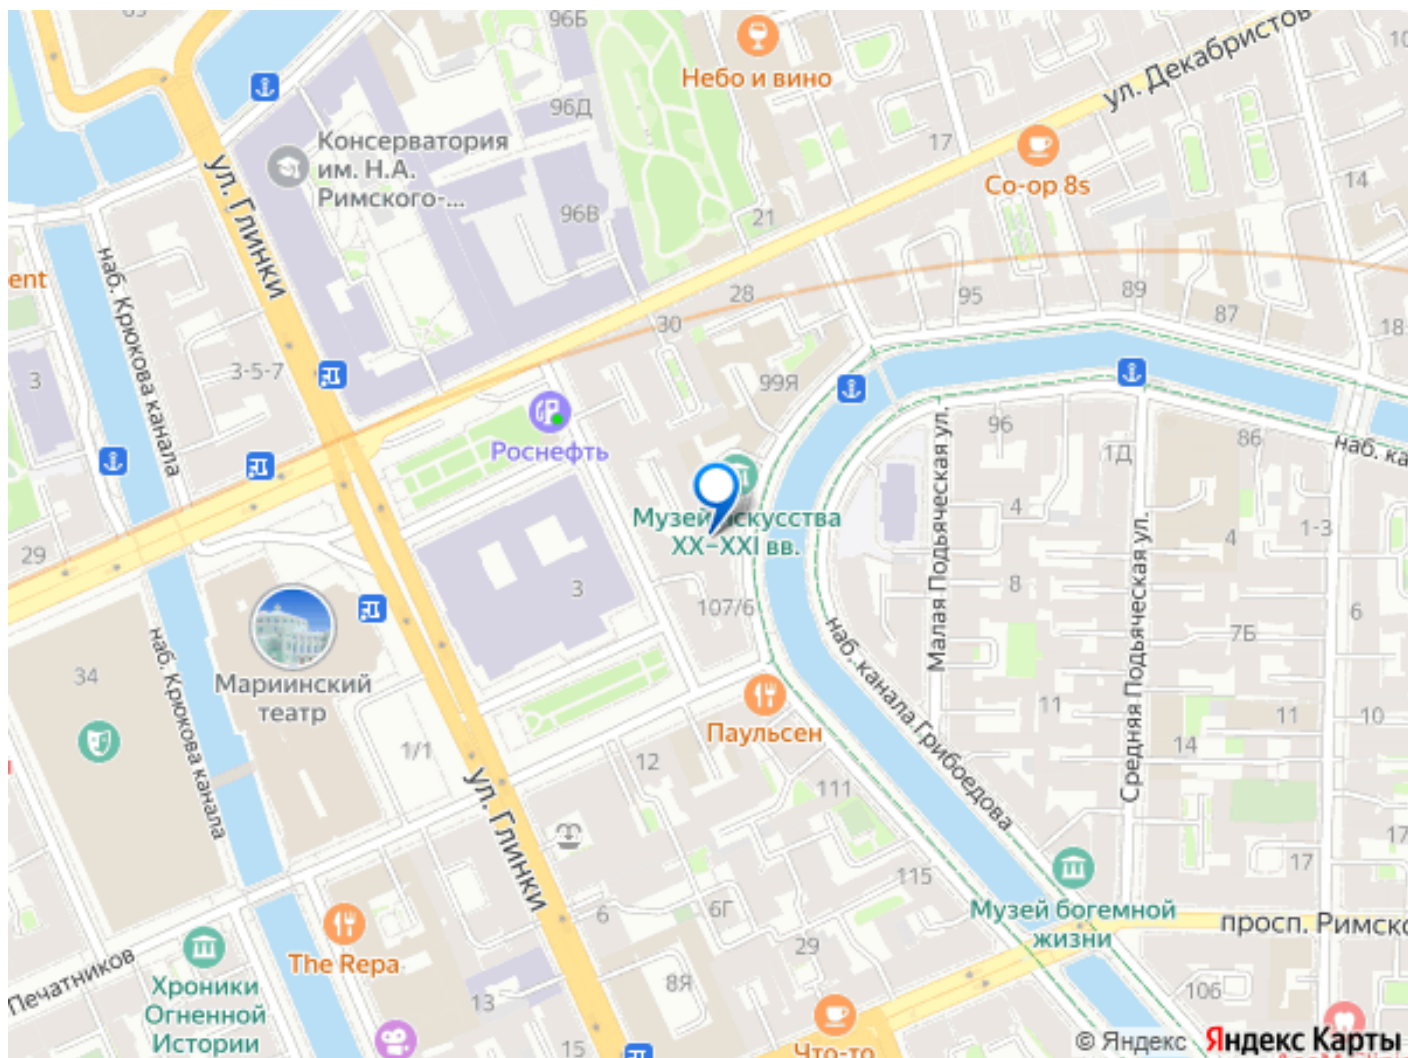 96Б
Небо и вино
ул. Декабристов
96Д
Консерватория
им. Н.А.
Римского-...
17
Co-op 8s
14
ул. Глинки
96В
21
наб. Крюкова канала
ent
28
95
89
30
87
18
3-5-7
3
99Я
Роснефть
Малая Подьяческая ул.
96
86
1Д
наб. ка
Музей искусства
XX–XXI вв.
4
1-3
4
29
3
107/6
8
6
7Б
наб. Крюкова канала
34
Мариинский
театр
наб. канала Грибоедова
Средняя Подьяческая ул.
Паульсен
11
11
10
1/1
12
14
ул. Глинки
111
17
17
115
6
6Г
Музей богемной
жизни
просп. Римско
29
The Repa
Печатников
Хроники
Огненной
Истории
13
8Я
106
15
Что-то
© Яндекс
Яндекс Карты